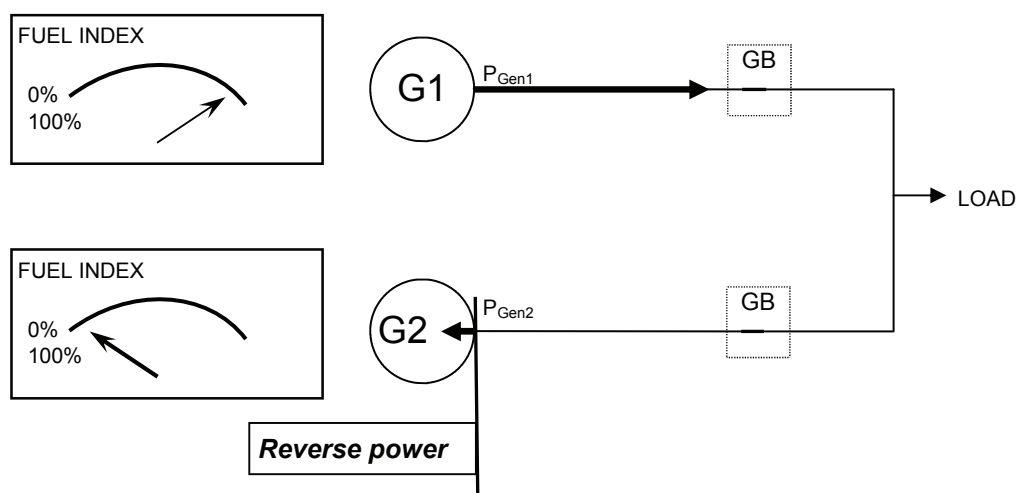 FUEL INDEX
0%
100%
G1
PGen1
GB
LOAD
FUEL INDEX
0%
100%
G2
PGen2
GB
Reverse power